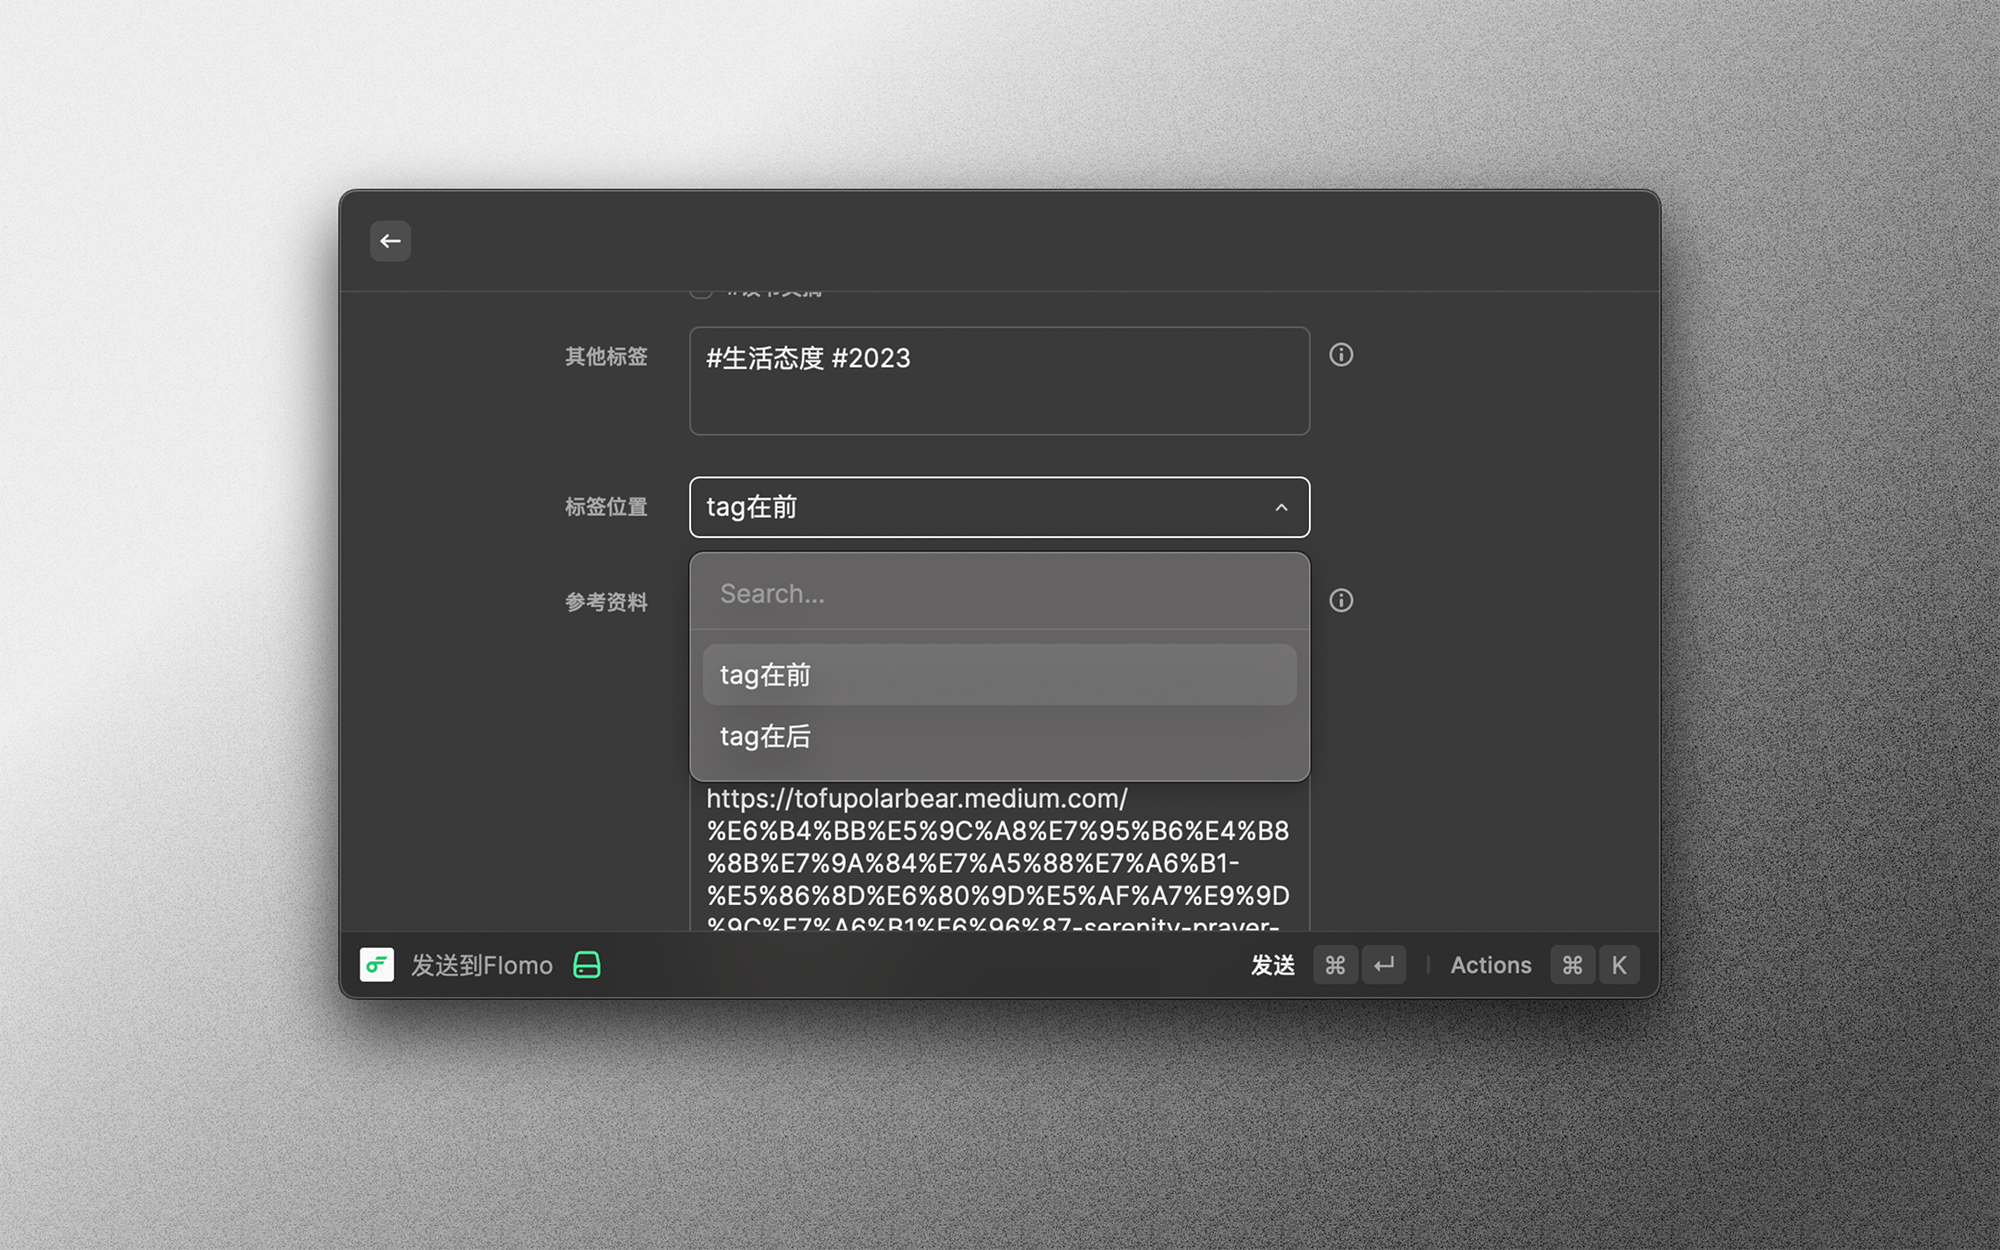 其他标签
#生活态度 #2023
标签位置
tag在前
参考资料
Search...
tag在前
tag在后
https://tofupolarbear.medium.com/
%E6%B4%BB%E5%9C%A8%E7%95%B6%E4%B8
%8B%E7%9A%84%E7%A5%88%E7%A6%B1-
%E5%86%8D%E6%80%9D%E5%AF%A7%E9%9D
%9C%E7%A6%B1%E6%96%87-serenity-prayer-
发送到Flomo
发送 ⌘ ↵ | Actions ⌘ K